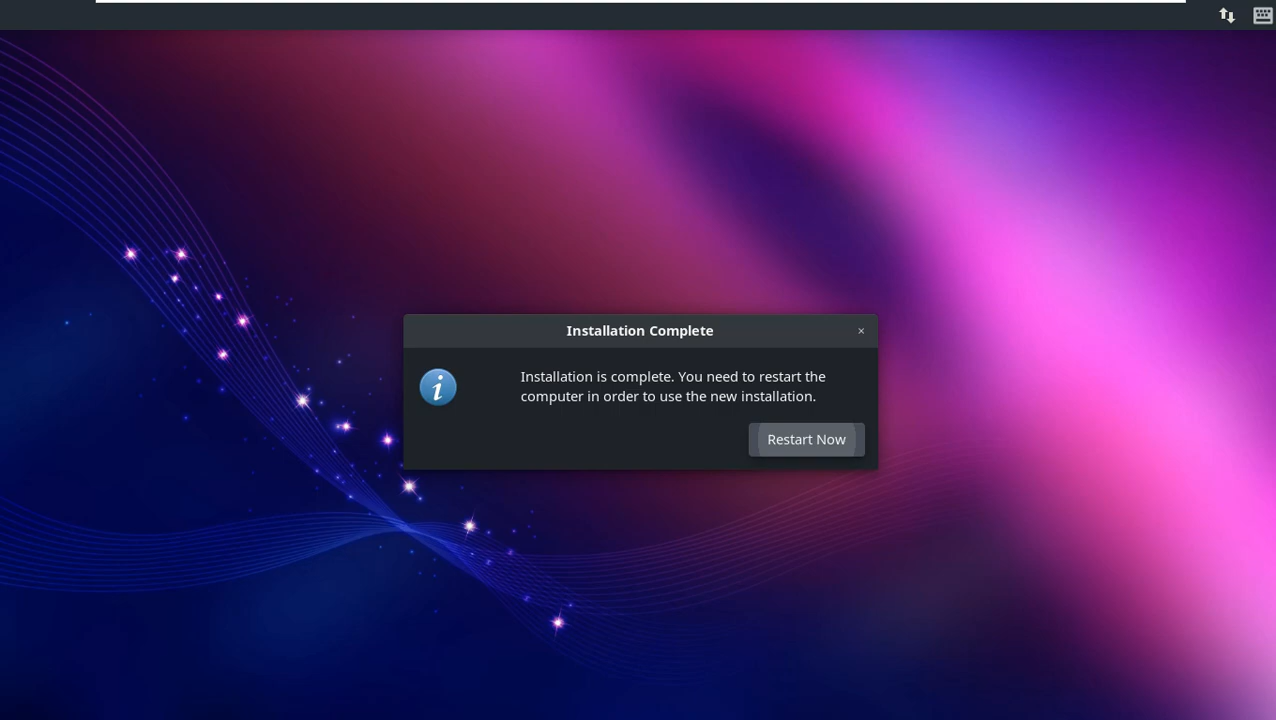 Installation Complete
Installation is complete. You need to restart the
computer in order to use the new installation.
Restart Now